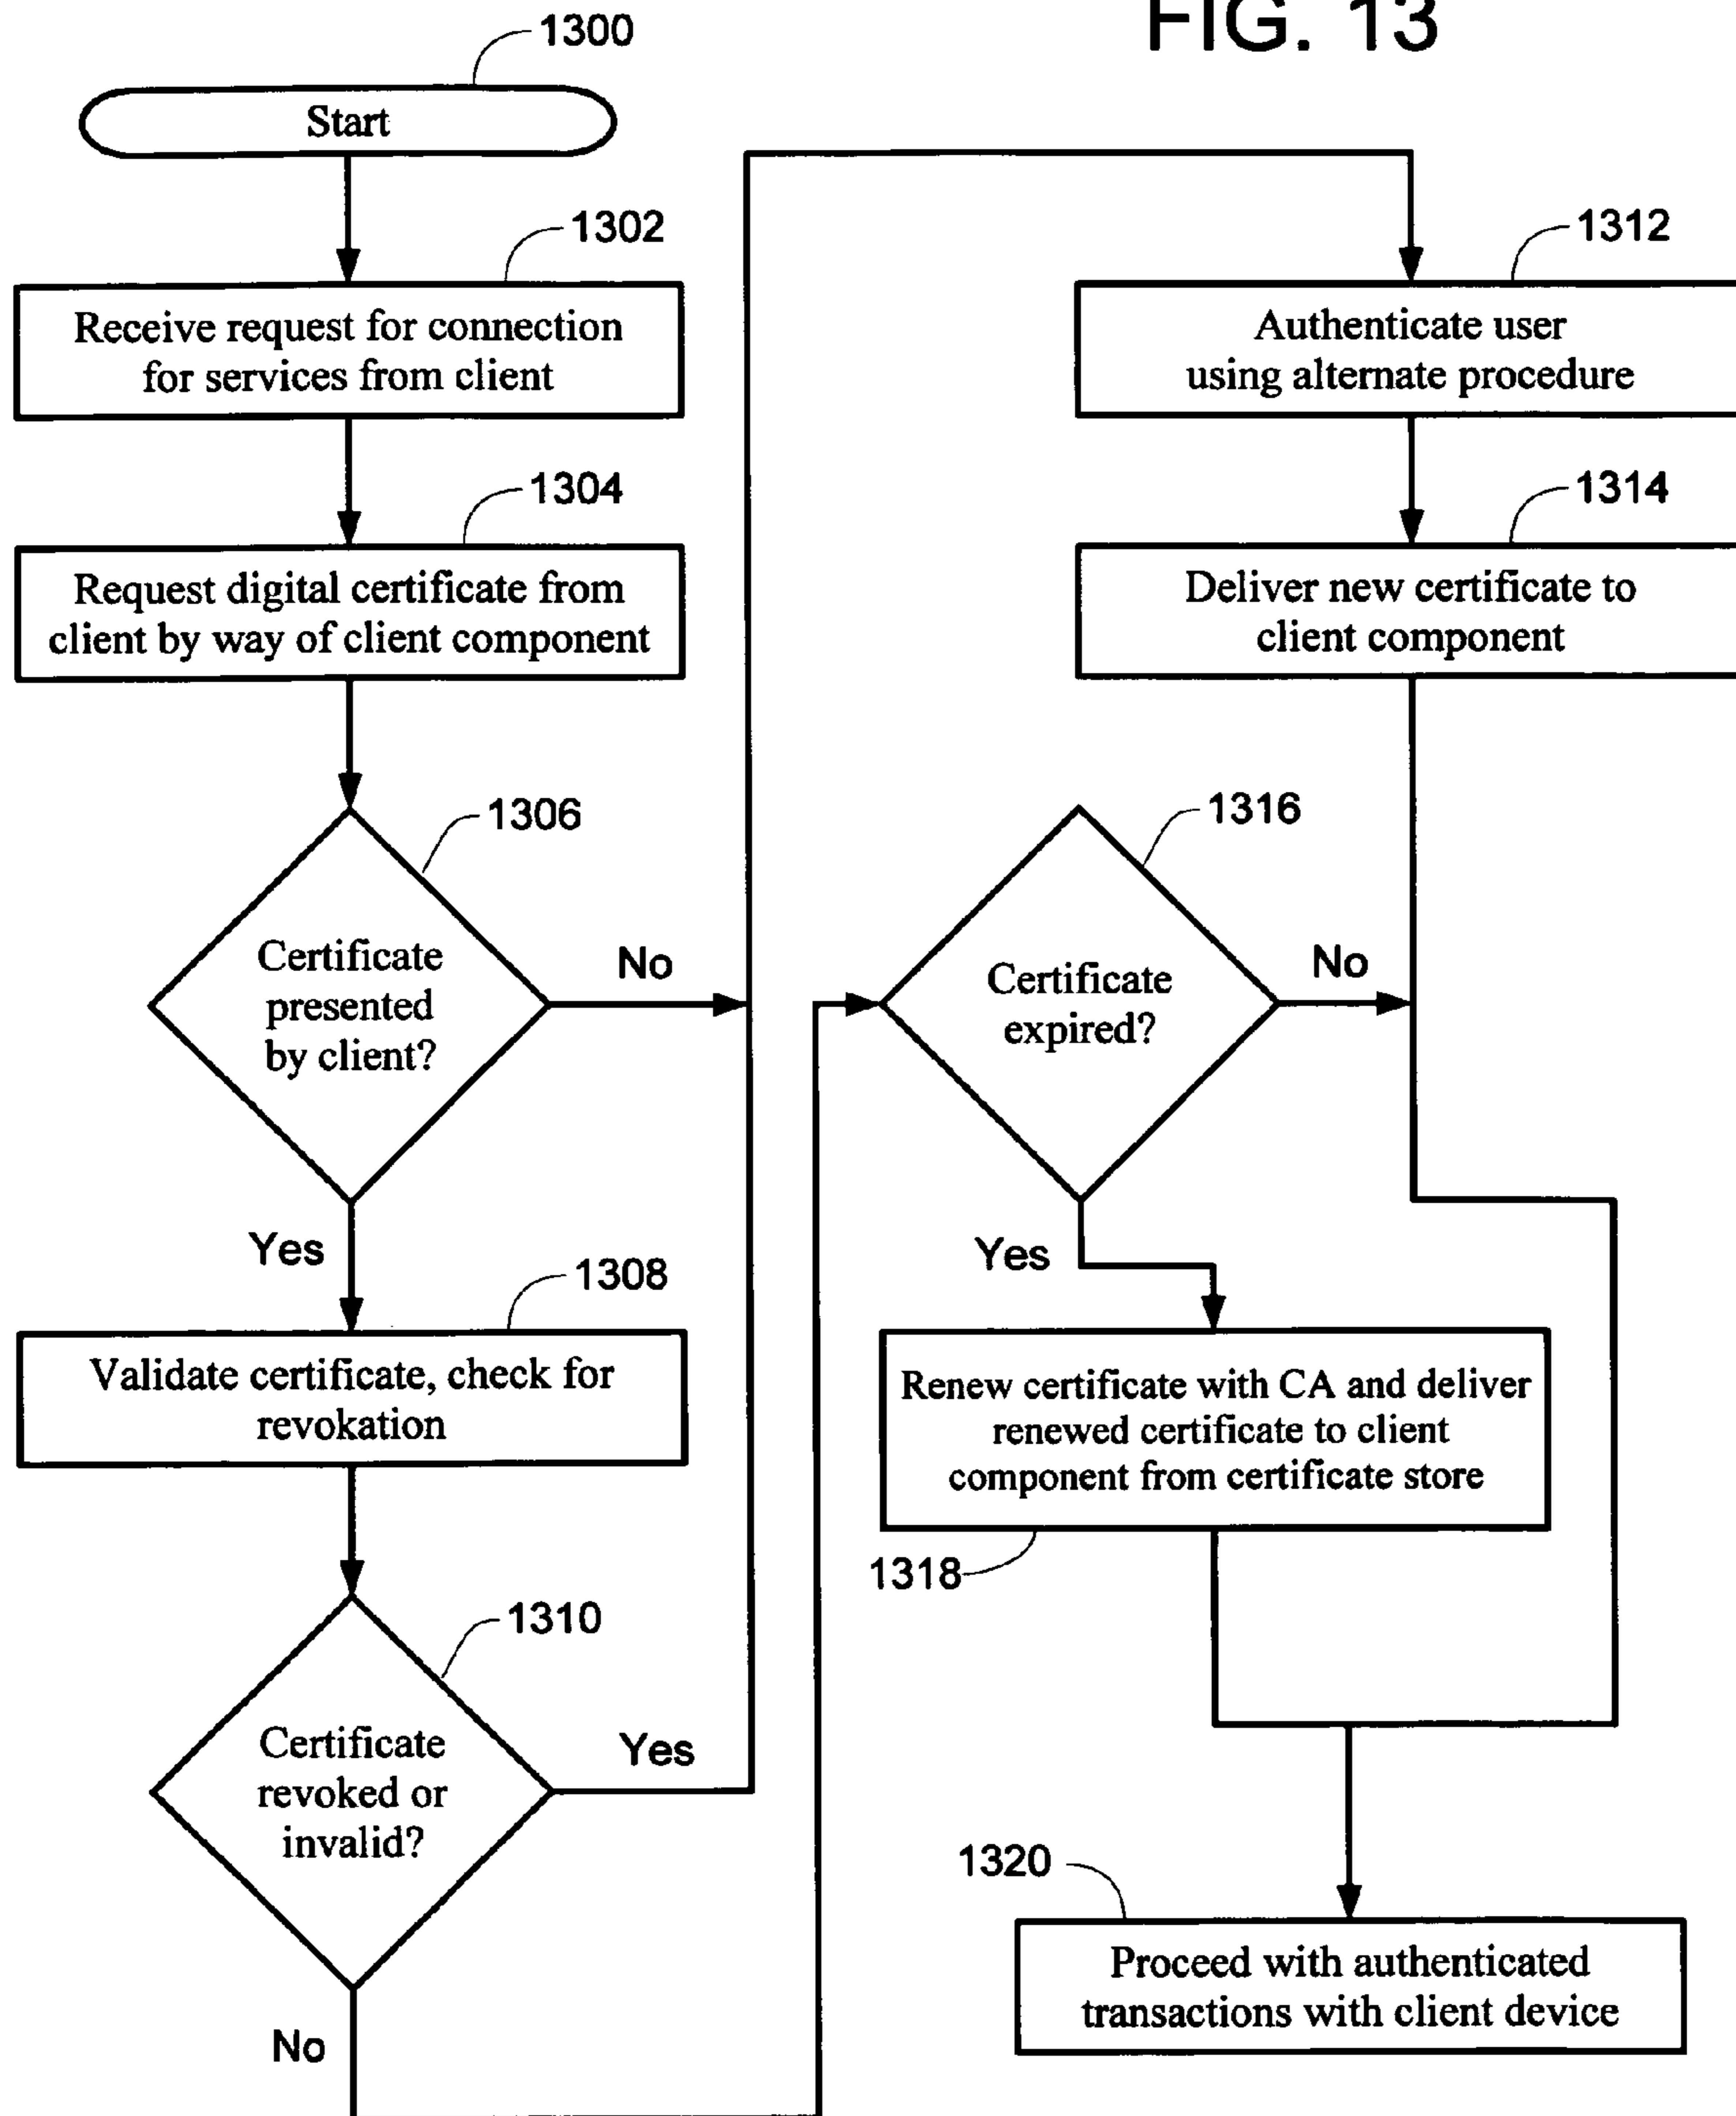 FIG. 13
1300
Start
1302
Receive request for connection
for services from client
1304
Request digital certificate from
client by way of client component
1306
Certificate
presented
by client?
No
Yes
1308
Validate certificate, check for
revokation
1310
Certificate
revoked or
invalid?
Yes
No
1312
Authenticate user
using alternate procedure
1314
Deliver new certificate to
client component
1316
Certificate
expired?
No
Yes
Renew certificate with CA and deliver
renewed certificate to client
component from certificate store
1318
1320
Proceed with authenticated
transactions with client device